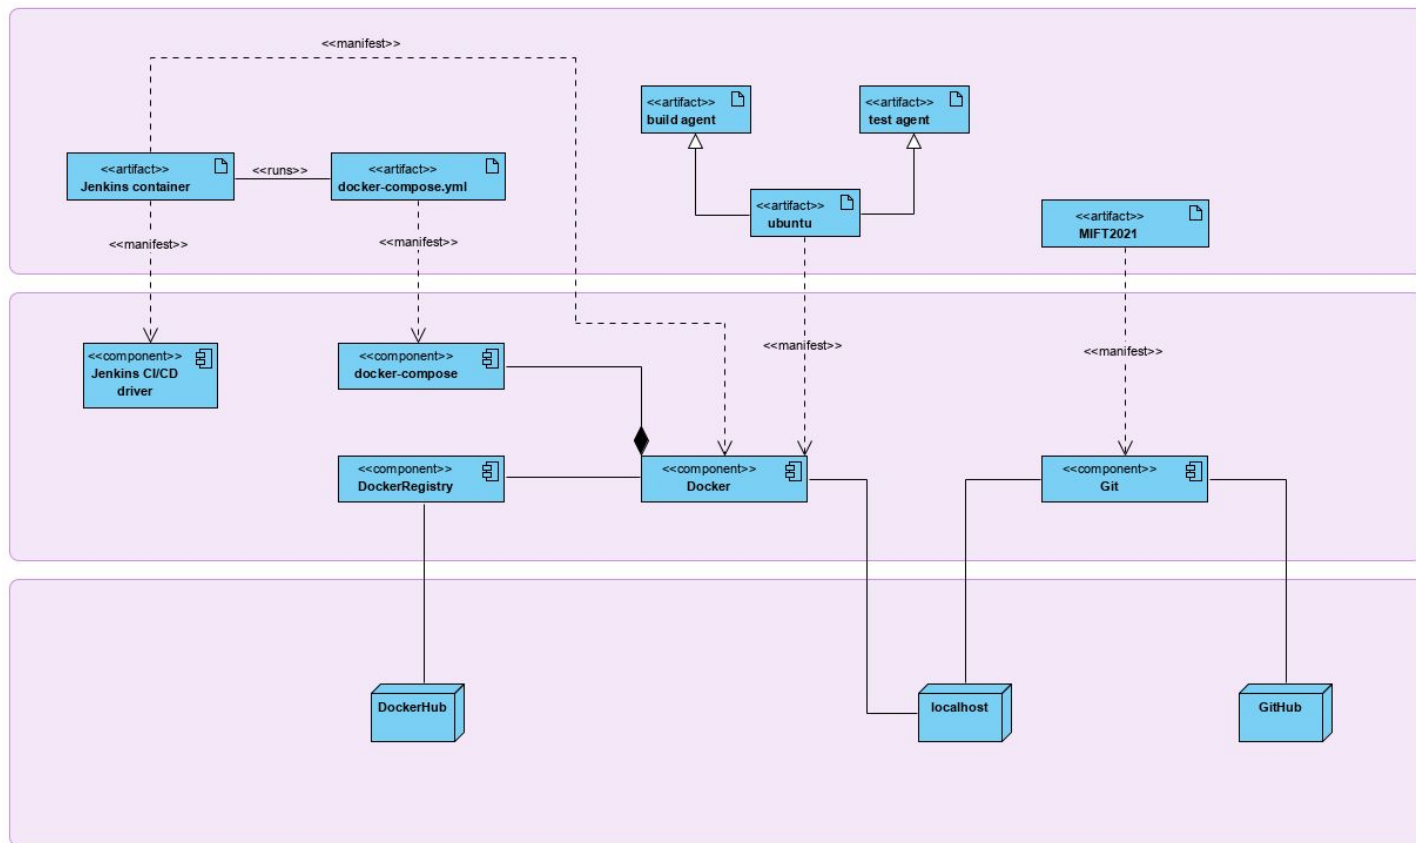 <<manifest>>
<<artifact>>
build agent
<<artifact>>
test agent
<<artifact>>
Jenkins container
<<runs>>
<<artifact>>
docker-compose.yml
<<artifact>>
ubuntu
<<artifact>>
MIFT2021
<<manifest>>
<<manifest>>
<<manifest>>
<<manifest>>
<<component>>
Jenkins CI/CD
driver
<<component>>
docker-compose
<<component>>
DockerRegistry
<<component>>
Docker
<<component>>
Git
DockerHub
localhost
GitHub